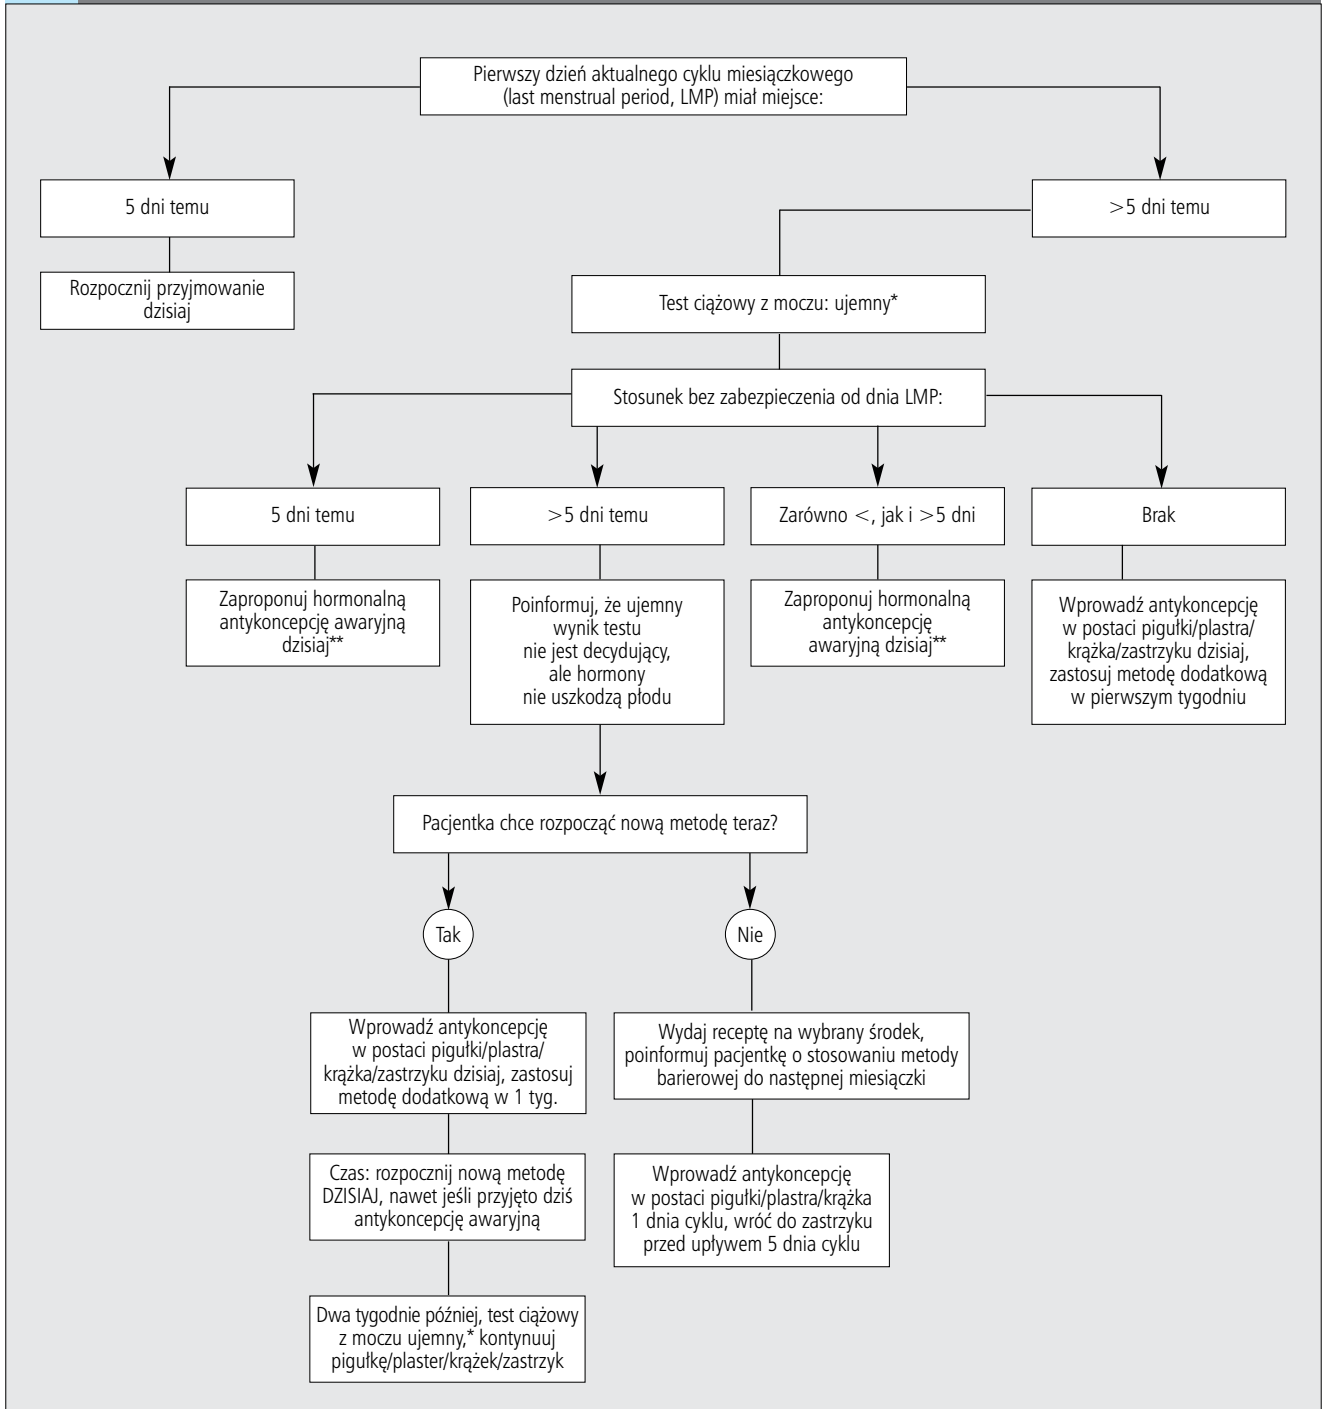 Pierwszy dzień aktualnego cyklu miesiączkowego
(last menstrual period, LMP) miał miejsce:
5 dni temu
>5 dni temu
Rozpocznij przyjmowanie
dzisiaj
Test ciążowy z moczu: ujemny*
Stosunek bez zabezpieczenia od dnia LMP:
5 dni temu
>5 dni temu
Zarówno <, jak i >5 dni
Brak
Zaproponuj hormonalną
antykoncepcję awaryjną
dzisiaj**
Poinformuj, że ujemny
wynik testu
nie jest decydujący,
ale hormony
nie uszkodzą płodu
Zaproponuj hormonalną
antykoncepcję
awaryjną dzisiaj**
Wprowadź antykoncepcję
w postaci pigułki/plastra/
krążka/zastrzyku dzisiaj,
zastosuj metodę dodatkową
w pierwszym tygodniu
Pacjentka chce rozpocząć nową metodę teraz?
Tak
Nie
Wprowadź antykoncepcję
w postaci pigułki/plastra/
krążka/zastrzyku dzisiaj, zastosuj
metodę dodatkową w 1 tyg.
Wydaj receptę na wybrany środek,
poinformuj pacjentkę o stosowaniu metody
barierowej do następnej miesiączki
Czas: rozpocznij nową metodę
DZISIAJ, nawet jeśli przyjęto dziś
antykoncepcję awaryjną
Wprowadź antykoncepcję
w postaci pigułki/plastra/krążka
1 dnia cyklu, wróć do zastrzyku
przed upływem 5 dnia cyklu
Dwa tygodnie później, test ciążowy
z moczu ujemny,* kontynuuj
pigułkę/plaster/krążek/zastrzyk